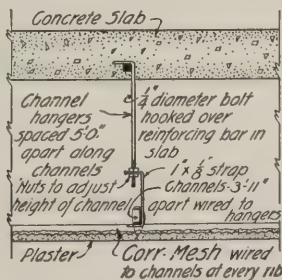 Concrete Slab
Channel
hangers
spaced 5'0"
apart along
channels
Nuts to adjust
height of channel
1/4" diameter bolt
hooked over
reinforcing bar in
slab
1" x 1/8" strap
Channels-3'-11"
apart wired to
hangers
Plaster
Corr. Mesh wired
to channels at every rib